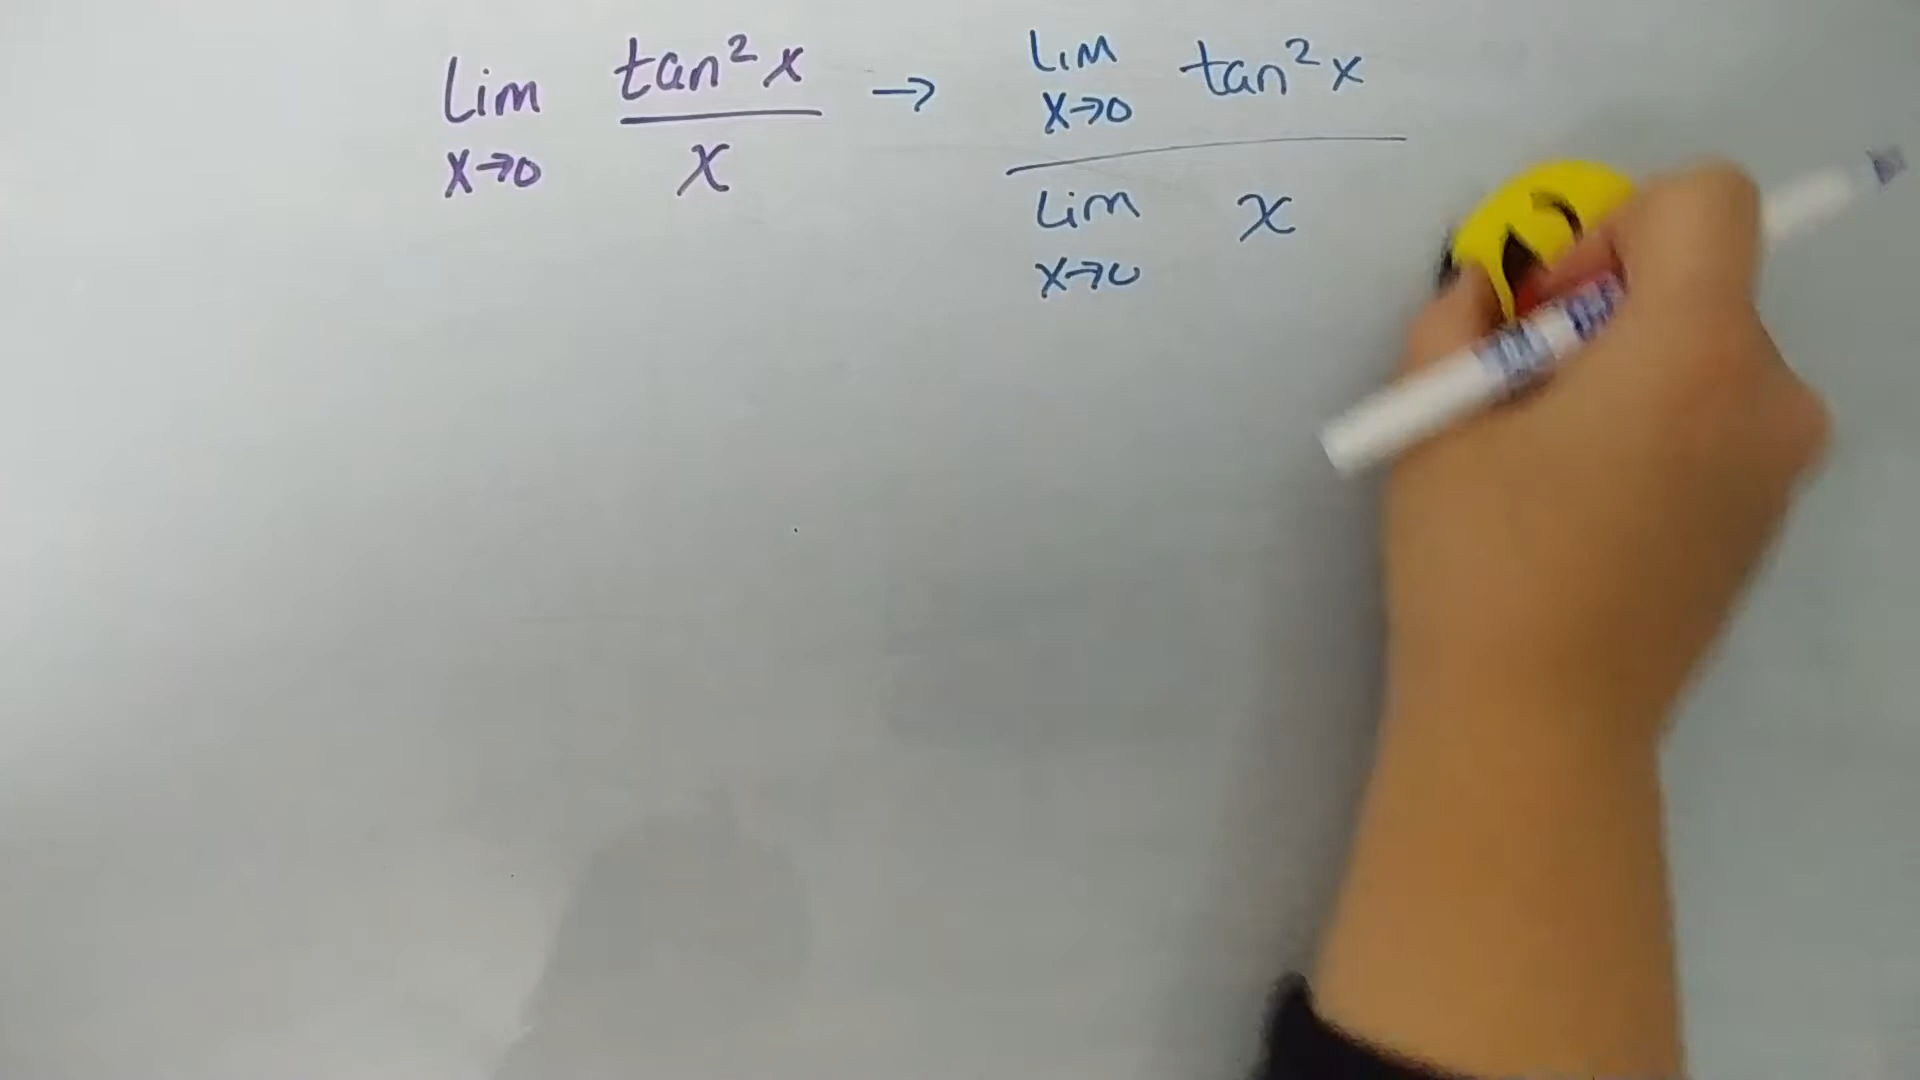 Lim tan²x / x → Lim tan²x
x→0 x→0
Lim x
x→0